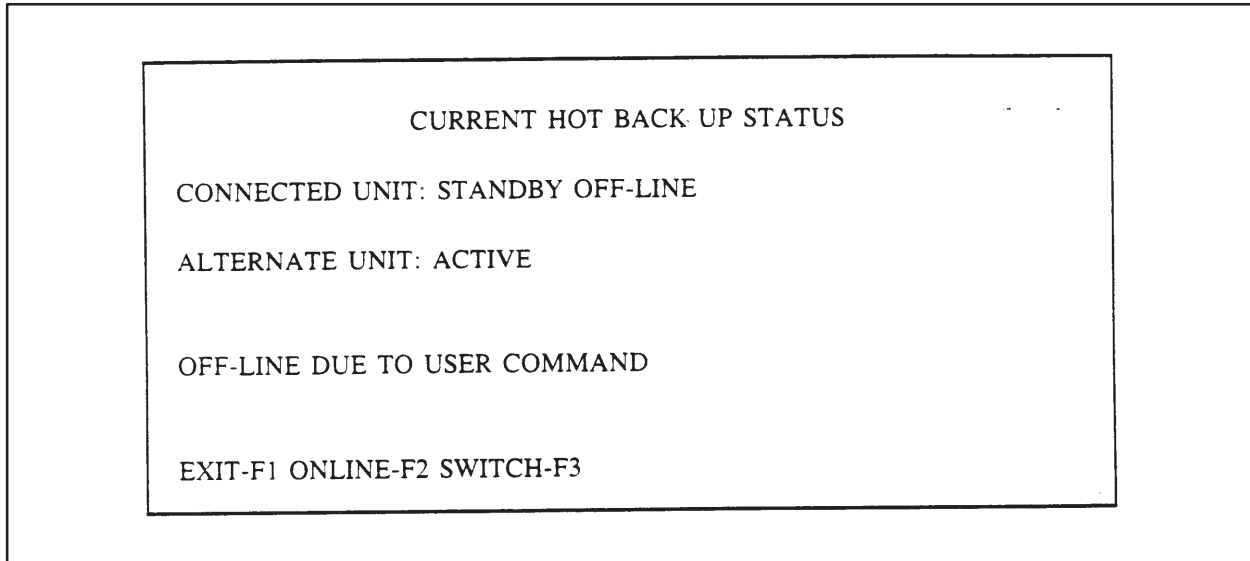 CURRENT HOT BACK UP STATUS
CONNECTED UNIT: STANDBY OFF-LINE
ALTERNATE UNIT: ACTIVE
OFF-LINE DUE TO USER COMMAND
EXIT-F1 ONLINE-F2 SWITCH-F3